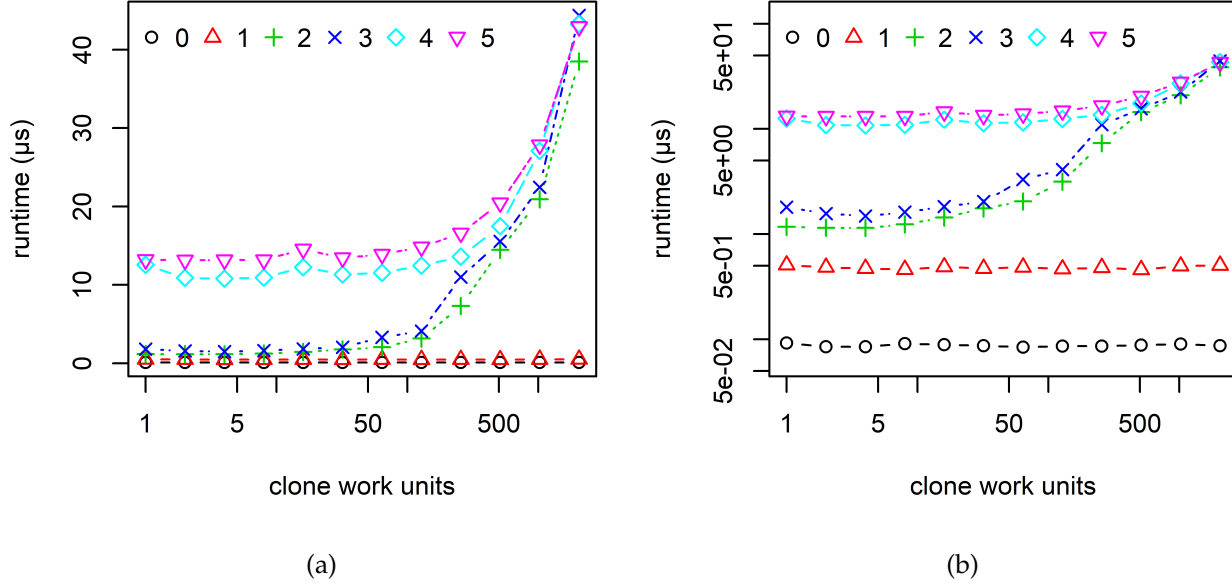 0 1 2 3 4 5
runtime (µs)
40
30
20
10
0
1 5 50 500
clone work units
(a)
0 1 2 3 4 5
runtime (µs)
5e+01
5e+00
5e-01
5e-02
1 5 50 500
clone work units
(b)